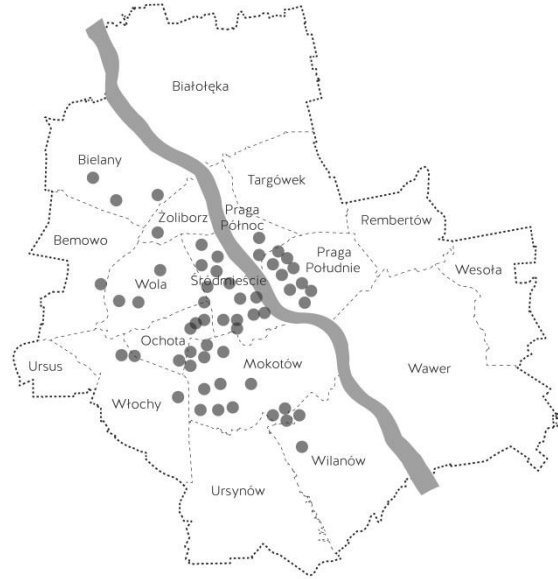 Białołęka
Bielany
Targówek
Żoliborz
Praga
Północ
Rembertów
Bemowo
Praga
Południe
Wesoła
Wola
Śródmieście
Ochota
Ursus
Mokotów
Wawer
Włochy
Wilanów
Ursynów